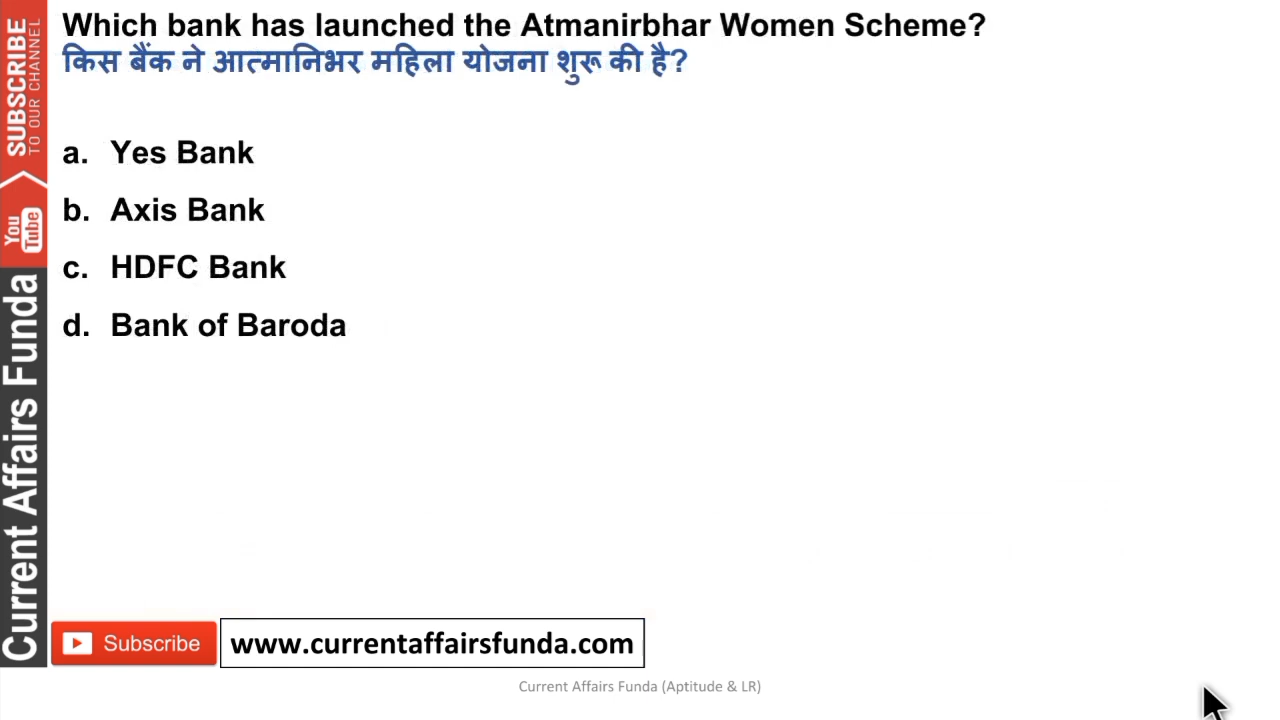 Which bank has launched the Atmanirbhar Women Scheme?
किस बैंक ने आत्मानिभर महिला योजना शुरू की है?
a. Yes Bank
b. Axis Bank
c. HDFC Bank
d. Bank of Baroda
SUBSCRIBE
TO OUR CHANNEL
You
Tube
Current Affairs Funda
Subscribe
www.currentaffairsfunda.com
Current Affairs Funda (Aptitude & LR)